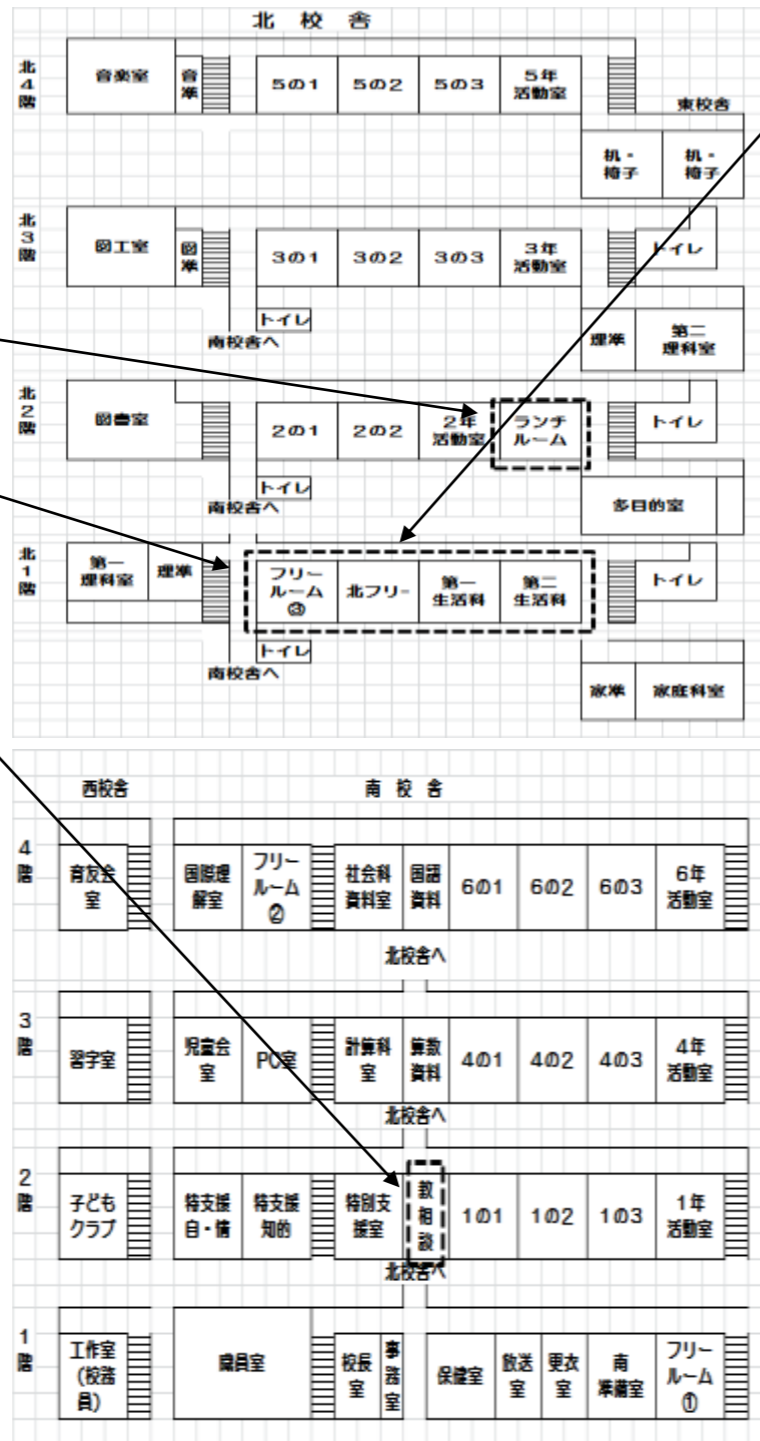 北校舎
北4階
音楽室
音準
5の1
5の2
5の3
5年
活動室
東校舎
机・
椅子
机・
椅子
北3階
図工室
図準
3の1
3の2
3の3
3年
活動室
トイレ
トイレ
南校舎へ
理準
第二
理科室
北2階
図書室
2の1
2の2
2年
活動室
ランチ
ルーム
トイレ
トイレ
南校舎へ
多目的室
北1階
第一
理科室
理準
フリー
ルーム
③
北フリー
第一
生活科
第二
生活科
トイレ
トイレ
南校舎へ
家準
家庭科室
西校舎
南校舎
4階
育友会
室
国際理
解室
フリー
ルーム
②
社会科
資料室
国語
資料
6の1
6の2
6の3
6年
活動室
北校舎へ
3階
習字室
児童会
室
PC室
計算科
室
算数
資料
4の1
4の2
4の3
4年
活動室
北校舎へ
2階
子ども
クラブ
特支援
自・情
特支援
知的
特別支
援室
教相談
1の1
1の2
1の3
1年
活動室
北校舎へ
1階
工作室
(校務
員)
職員室
校長
室
事務室
保健室
放送
室
更衣
室
南
準備室
フリー
ルーム
①